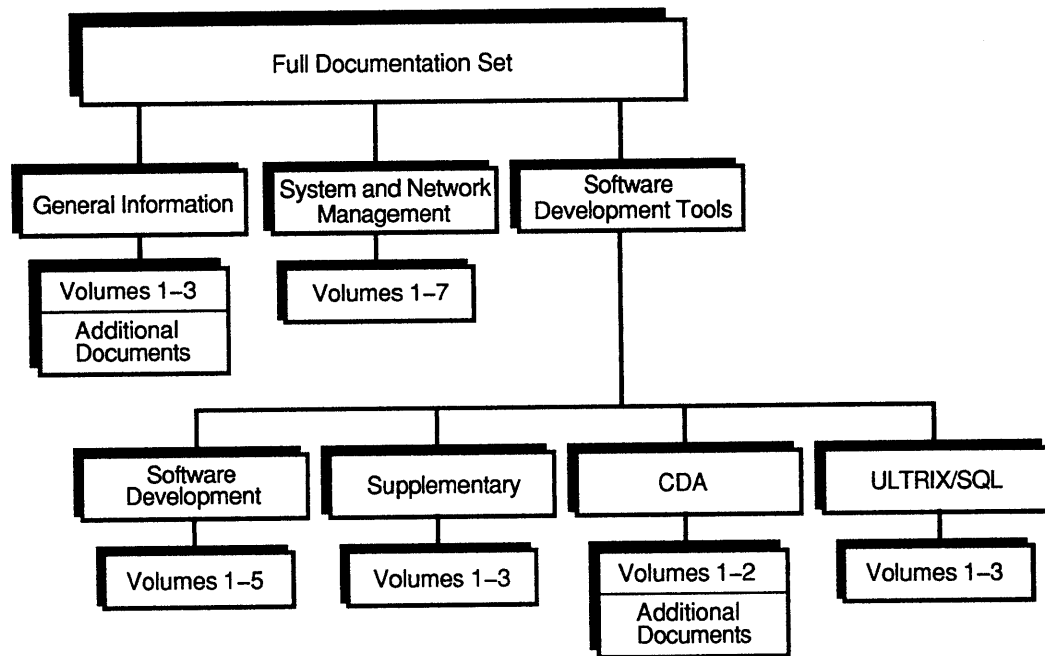 Full Documentation Set
General Information
System and Network
Management
Software
Development Tools
Volumes 1–3
Additional
Documents
Volumes 1–7
Software
Development
Supplementary
CDA
ULTRIX/SQL
Volumes 1–5
Volumes 1–3
Volumes 1–2
Additional
Documents
Volumes 1–3